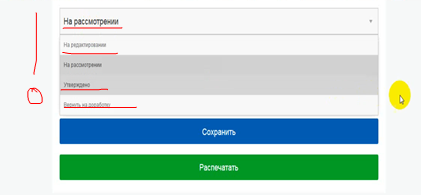 На рассмотрении
На редактировании
На рассмотрении
Утверждено
Вернуть на доработку
Сохранить
Распечатать